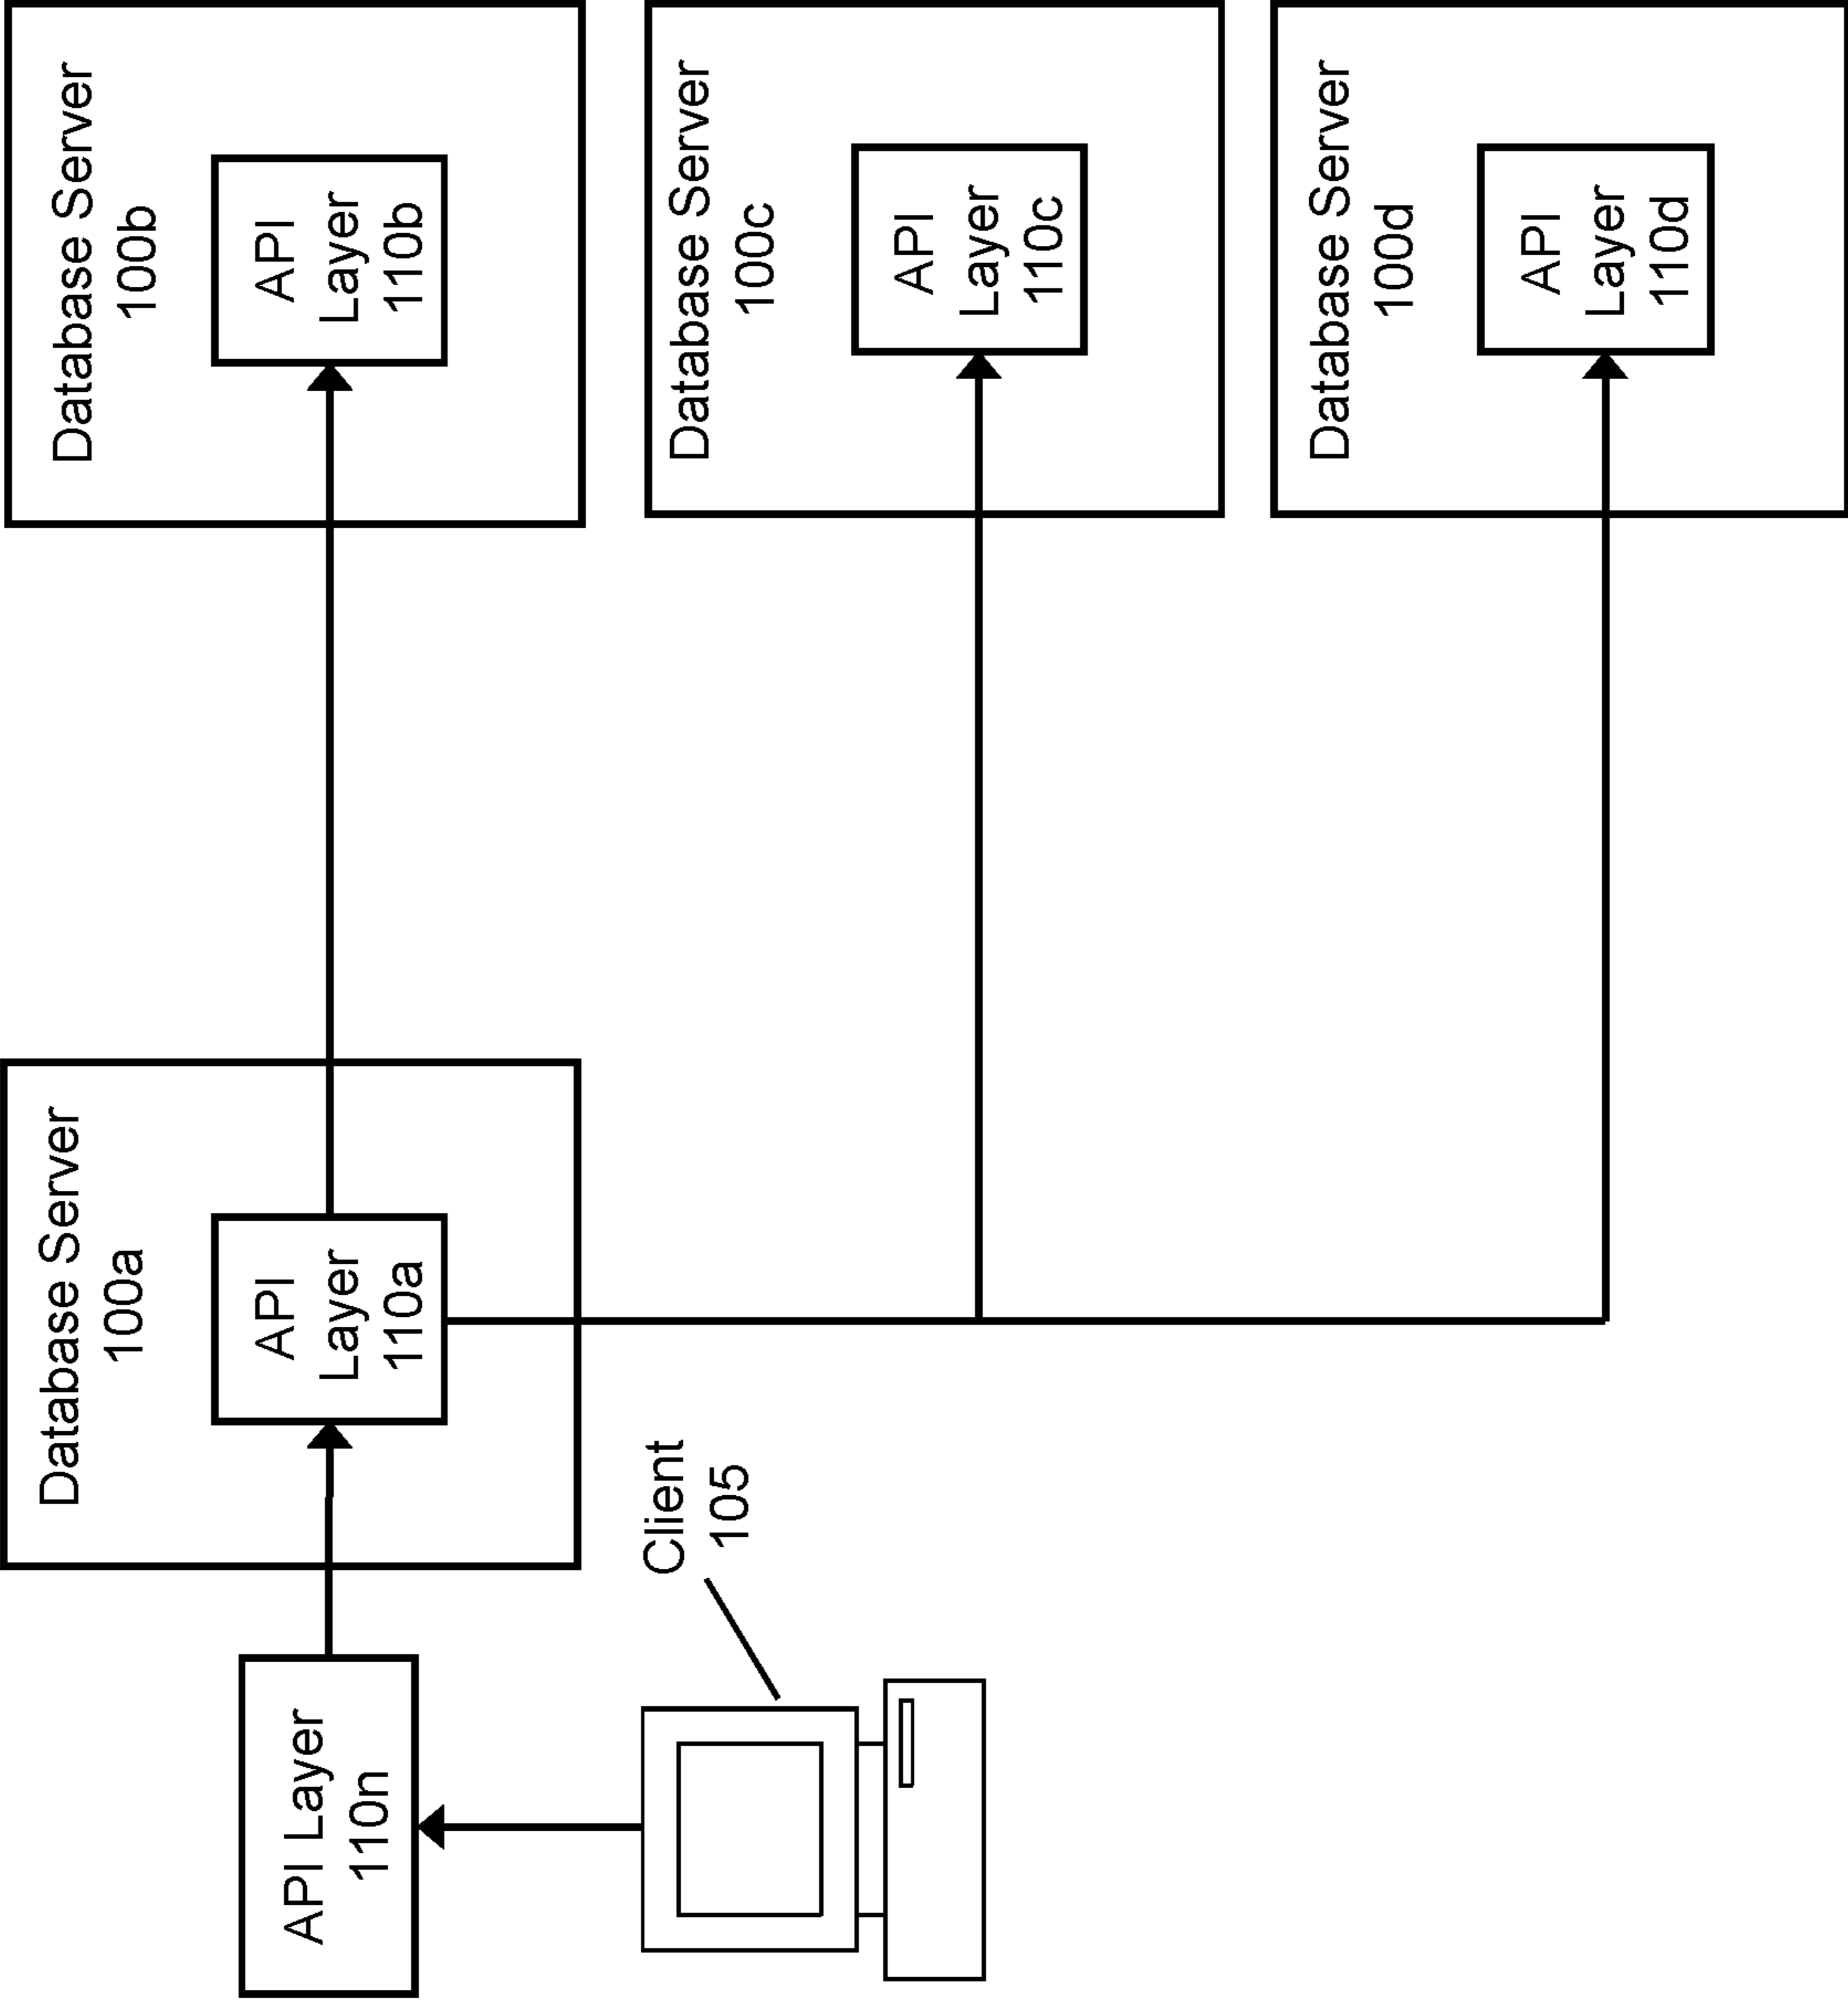 API Layer
110n
Client
105
Database Server
100a
API
Layer
110a
Database Server
100b
API
Layer
110b
Database Server
100c
API
Layer
110c
Database Server
100d
API
Layer
110d